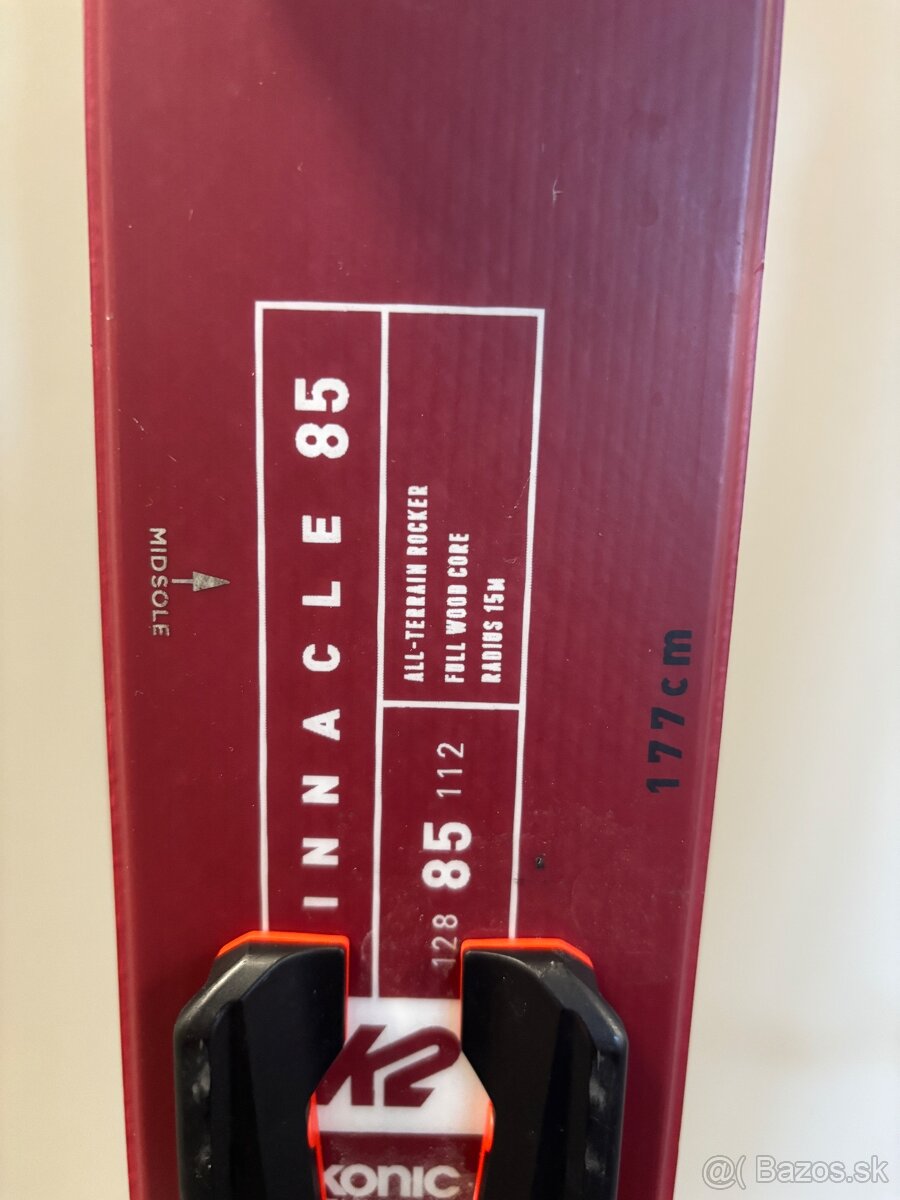 INNACLE 85
ALL-TERRAIN ROCKER
FULL WOOD CORE
RADIUS 15M
128 85 112
MIDSOLE
177cm
K2
KONIC
@( Bazos.sk